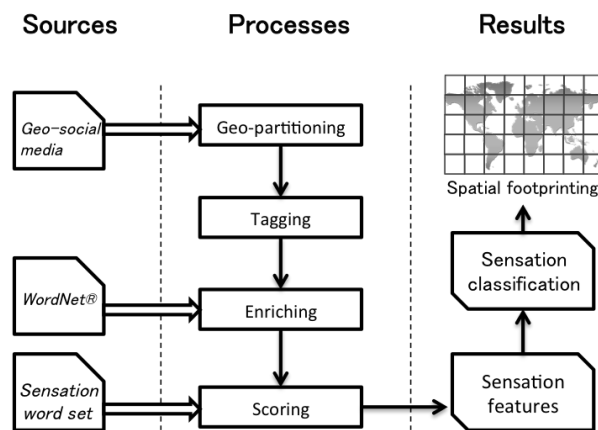 Sources
Processes
Results
Geo-social
media
Geo-partitioning
Spatial footprinting
Tagging
Sensation
classification
WordNet®
Enriching
Sensation
word set
Scoring
Sensation
features